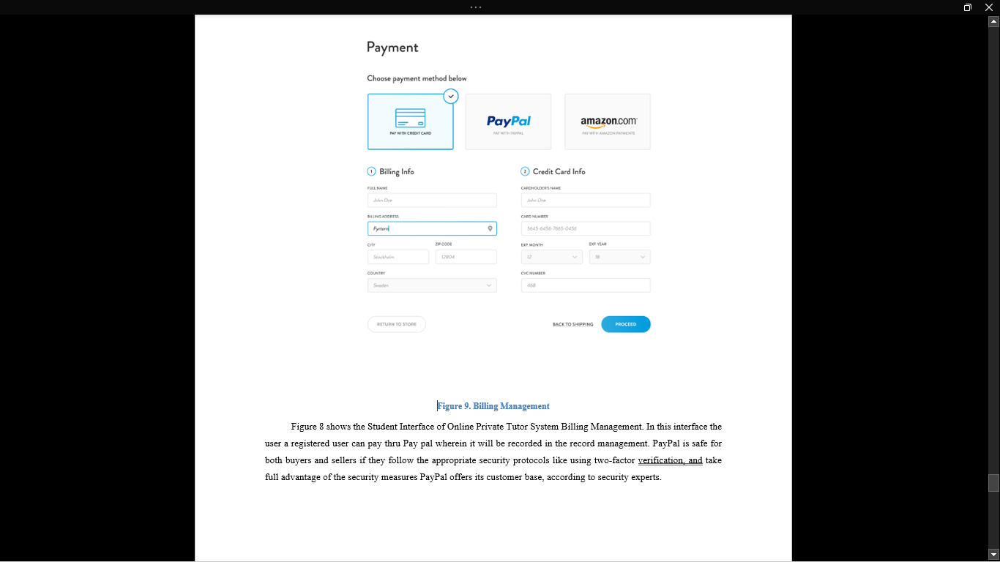 Payment
Choose payment method below
PAY WITH CREDIT CARD
PayPal
PAY WITH PAYPAL
amazon.com
PAY WITH AMAZON PAYMENTS
1 Billing Info
FULL NAME
John Doe
BILLING ADDRESS
Fyrtorn
CITY
ZIP CODE
Stockholm
12804
COUNTRY
Sweden
2 Credit Card Info
CARDHOLDER'S NAME
John Doe
CARD NUMBER
5645-6456-7665-0456
EXP. MONTH
EXP. YEAR
12
18
CVC NUMBER
468
RETURN TO STORE
BACK TO SHIPPING
PROCEED
Figure 9. Billing Management
Figure 8 shows the Student Interface of Online Private Tutor System Billing Management. In this interface the
user a registered user can pay thru Pay pal wherein it will be recorded in the record management. PayPal is safe for
both buyers and sellers if they follow the appropriate security protocols like using two-factor verification, and take
full advantage of the security measures PayPal offers its customer base, according to security experts.